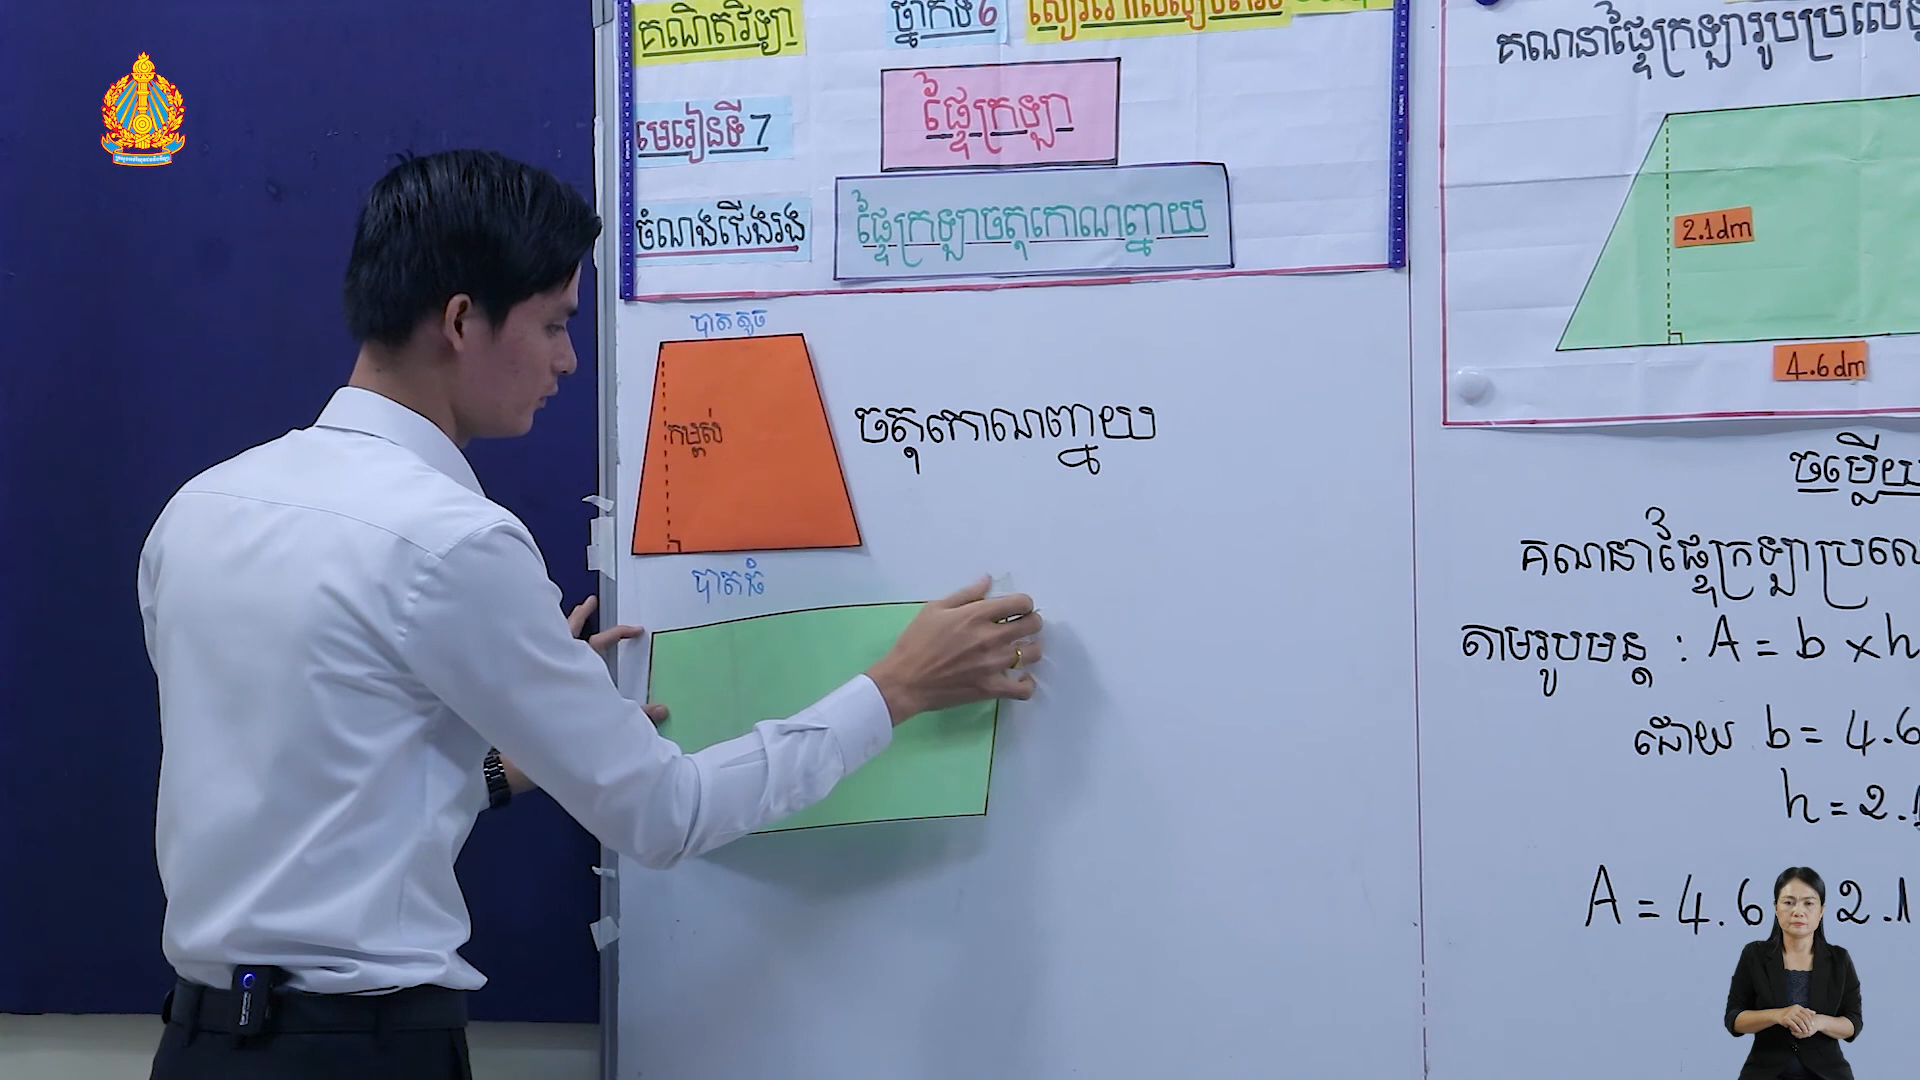 គណិតវិទ្យា
ថ្នាក់ទី6
មេរៀនទី7
ផ្ទៃក្រឡា
ចំណងជើងរង
ផ្ទៃក្រឡាចតុកោណព្នាយ
បាតតូច
កម្ពស់
ចតុកោណព្នាយ
បាតធំ
គណនាផ្ទៃក្រឡារូបប្រលេ
2.1dm
4.6dm
ចម្លើយ
គណនាផ្ទៃក្រឡាប្រលេ
តាមរូបមន្ត : A = b × h
ដោយ b = 4.6
h = 2.1
A = 4.6 2.1